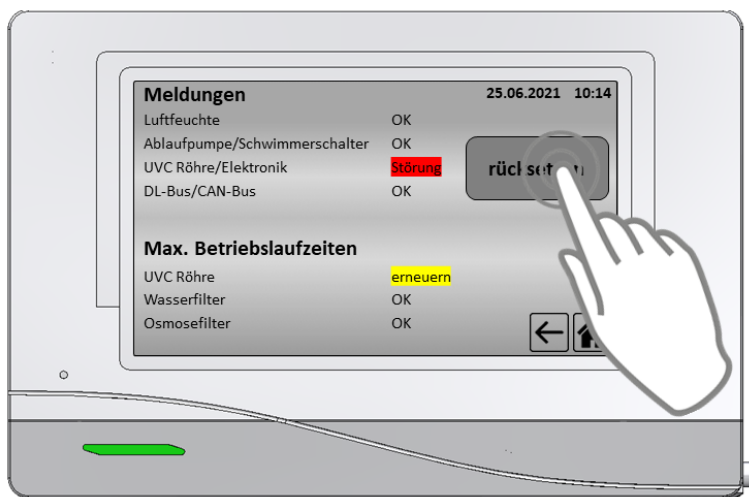 Meldungen 25.06.2021 10:14
Luftfeuchte OK
Ablaufpumpe/Schwimmerschalter OK
UVC Röhre/Elektronik Störung
DL-Bus/CAN-Bus OK
Max. Betriebslaufzeiten
UVC Röhre erneuern
Wasserfilter OK
Osmosefilter OK